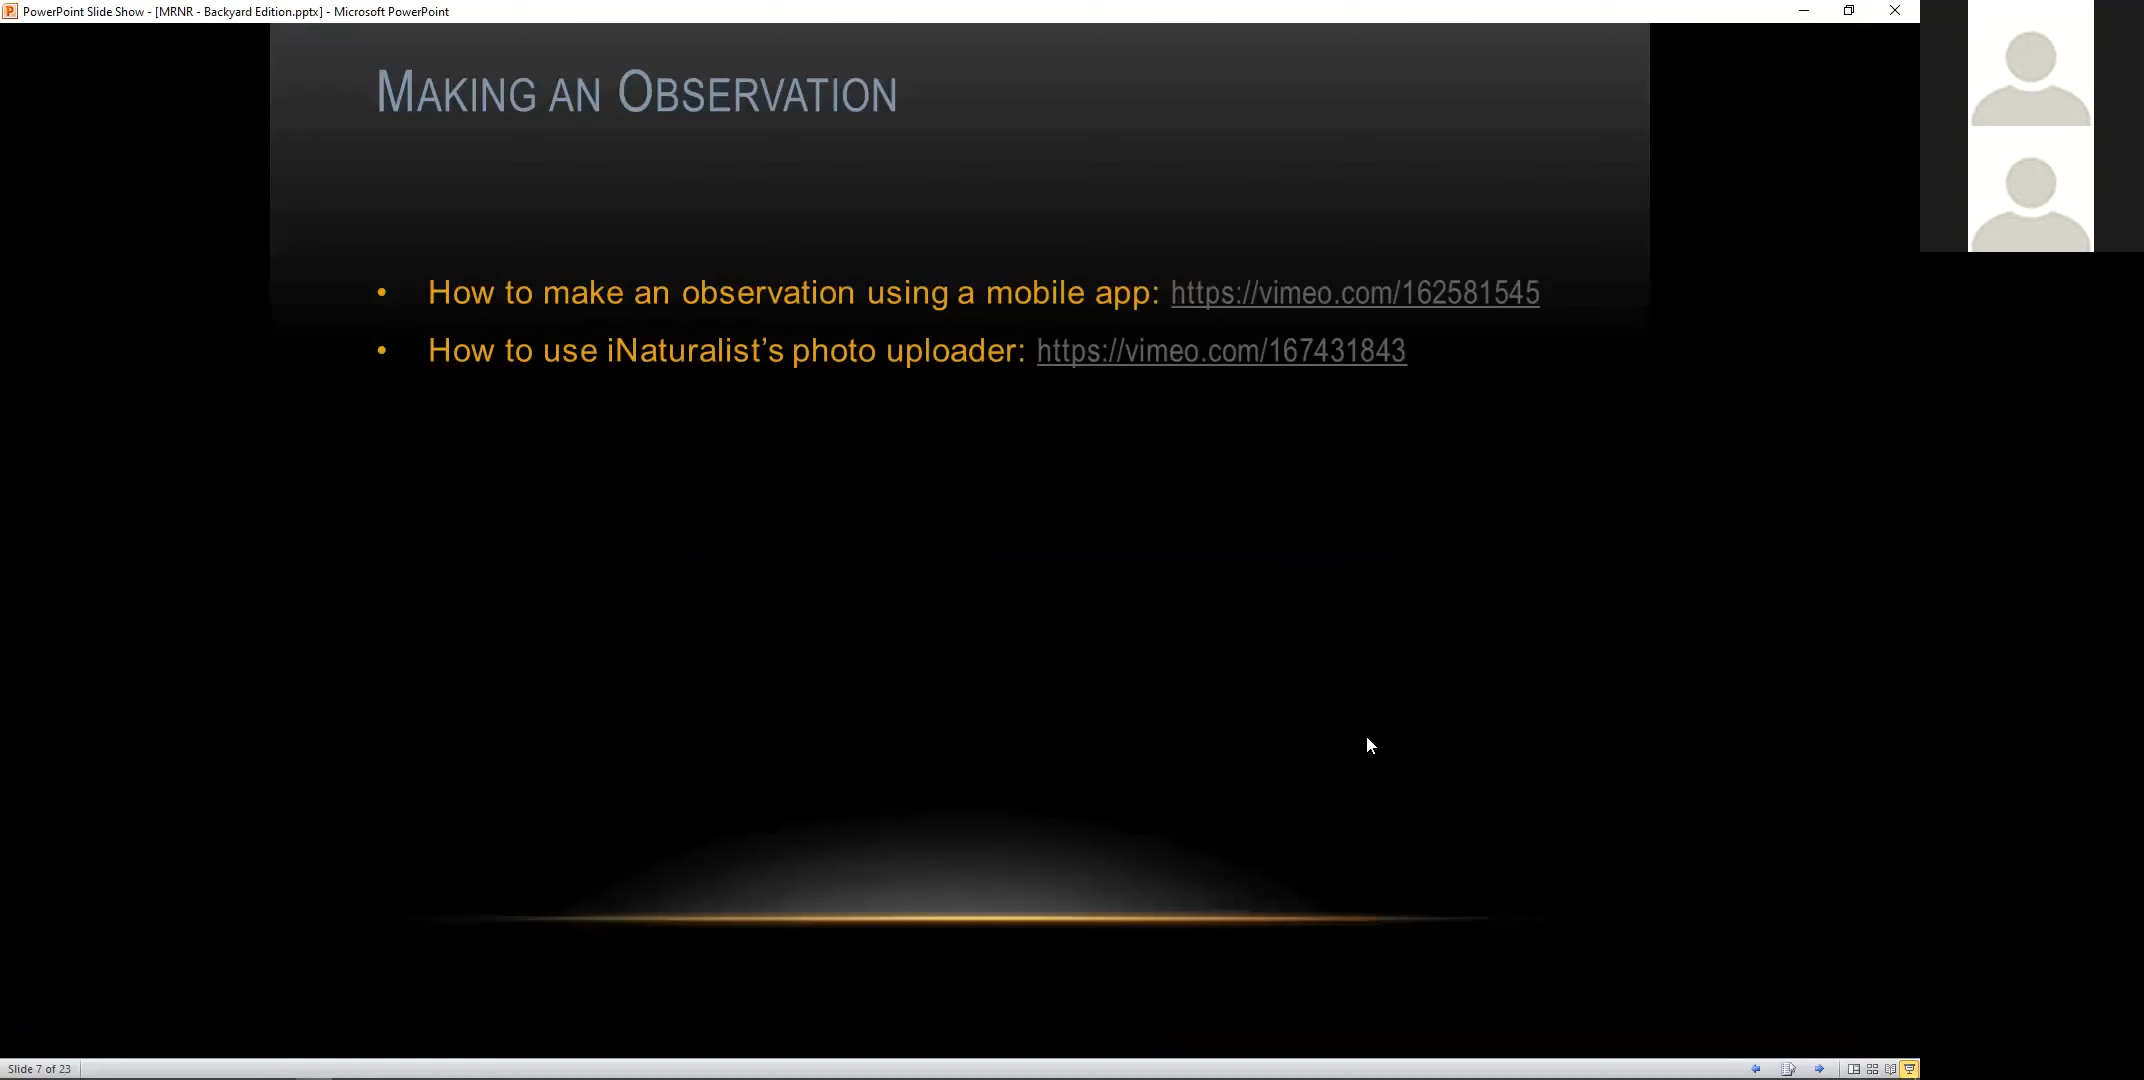 PowerPoint Slide Show - [MRNR - Backyard Edition.pptx] - Microsoft PowerPoint
Making an Observation
• How to make an observation using a mobile app: https://vimeo.com/162581545
• How to use iNaturalist’s photo uploader: https://vimeo.com/167431843
Slide 7 of 23